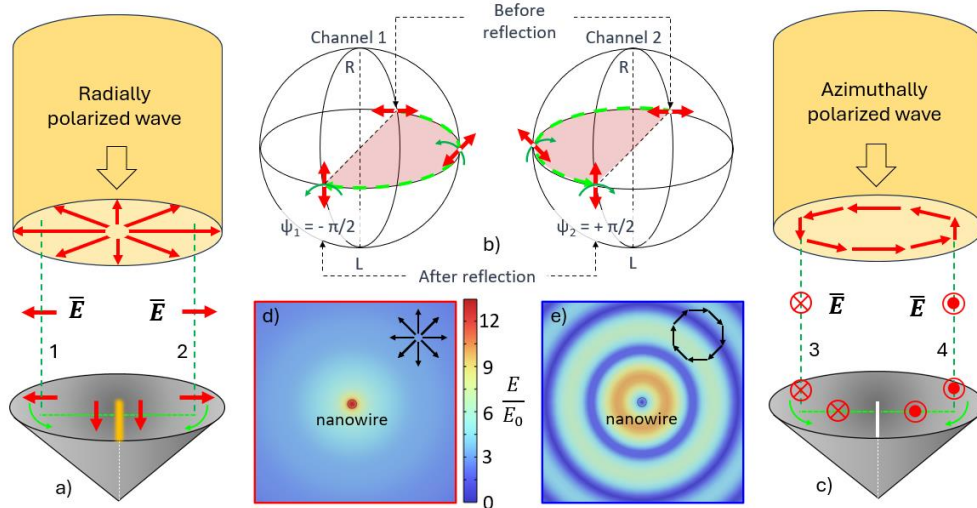 Radially
polarized wave
E̅
E̅
1
2
a)
Before
reflection
Channel 1
Channel 2
R
R
ψ₁ = - π/2
ψ₂ = + π/2
b)
L
L
After reflection
d)
nanowire
12
9
6
3
0
E
E₀
e)
nanowire
Azimuthally
polarized wave
E̅
E̅
3
4
c)